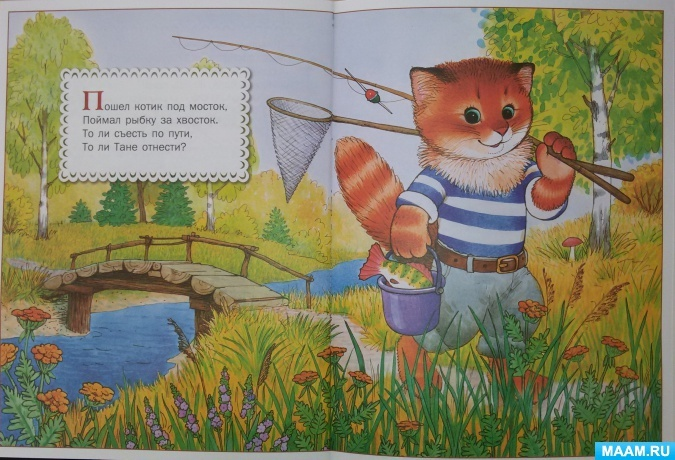 Пошел котик под мосток,
Поймал рыбку за хвосток.
То ли съесть по пути,
То ли Тане отнести?
MAAM.RU